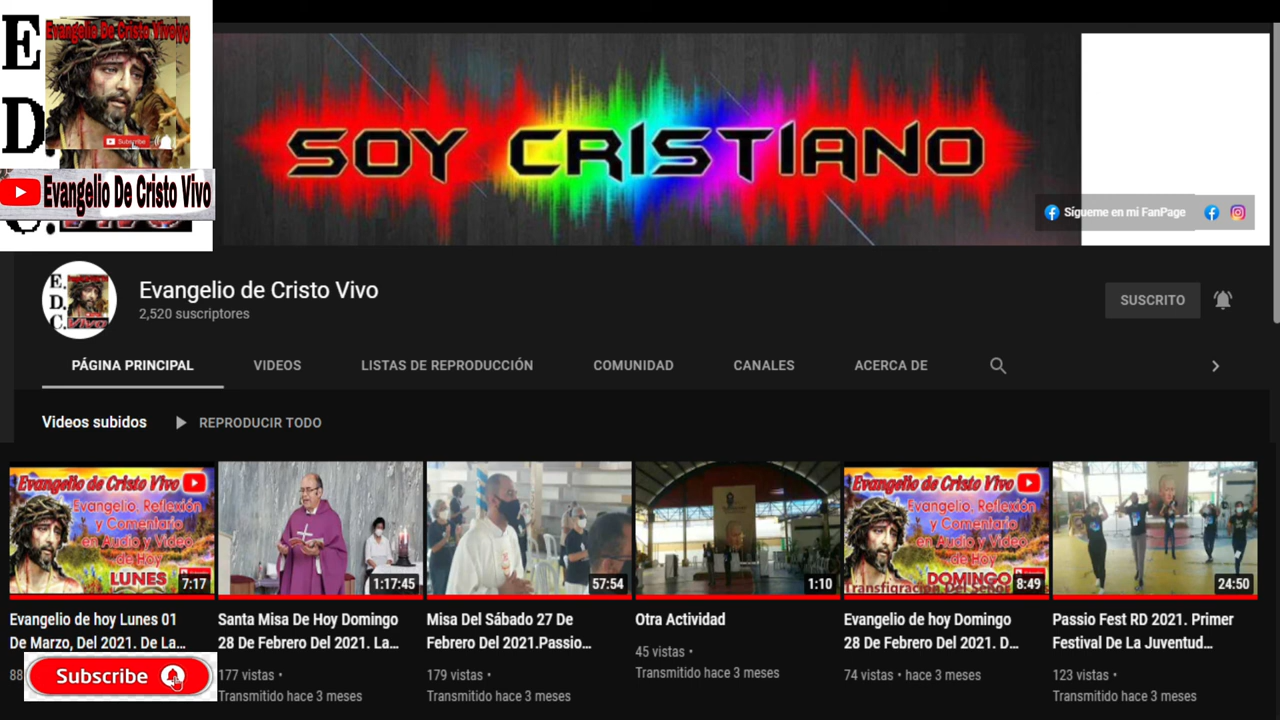 E
Evangelio De Cristo Vivo
D.
Subscribe
Evangelio De Cristo Vivo
SOY CRISTIANO
Sígueme en mi FanPage
E.
D.
C.
VIVO
Evangelio de Cristo Vivo
2,520 suscriptores
SUSCRITO
PÁGINA PRINCIPAL
VIDEOS
LISTAS DE REPRODUCCIÓN
COMUNIDAD
CANALES
ACERCA DE
Videos subidos
REPRODUCIR TODO
Evangelio de Cristo Vivo
Evangelio, Reflexión
y Comentario
en Audio y Video
de Hoy
LUNES
7:17
Evangelio de hoy Lunes 01
De Marzo, Del 2021. De La...
88
Subscribe
1:17:45
Santa Misa De Hoy Domingo
28 De Febrero Del 2021. La...
177 vistas •
Transmitido hace 3 meses
57:54
Misa Del Sábado 27 De
Febrero Del 2021.Passio...
179 vistas •
Transmitido hace 3 meses
1:10
Otra Actividad
45 vistas •
Transmitido hace 3 meses
Evangelio de Cristo Vivo
Evangelio, Reflexión
y Comentario
en Audio y Video
de Hoy
DOMINGO
Transfigracion Del Señor
8:49
Evangelio de hoy Domingo
28 De Febrero Del 2021. D...
74 vistas • hace 3 meses
24:50
Passio Fest RD 2021. Primer
Festival De La Juventud...
123 vistas •
Transmitido hace 3 meses